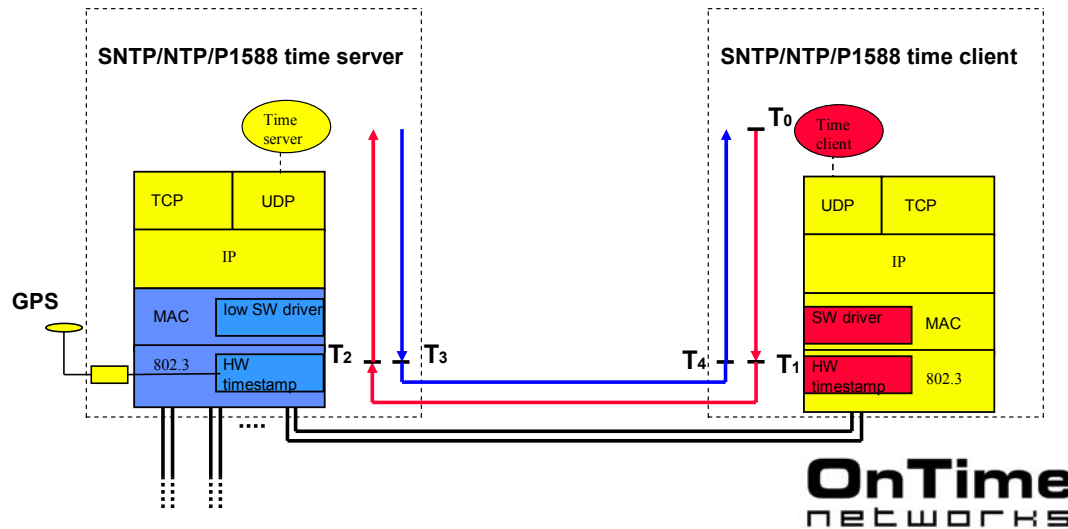 SNTP/NTP/P1588 time server
SNTP/NTP/P1588 time client
Time
server
T0
Time
client
TCP
UDP
UDP
TCP
IP
IP
GPS
MAC
low SW driver
SW driver
MAC
802.3
HW
timestamp
T2
T3
T4
T1
HW
timestamp
802.3
OnTime
networks